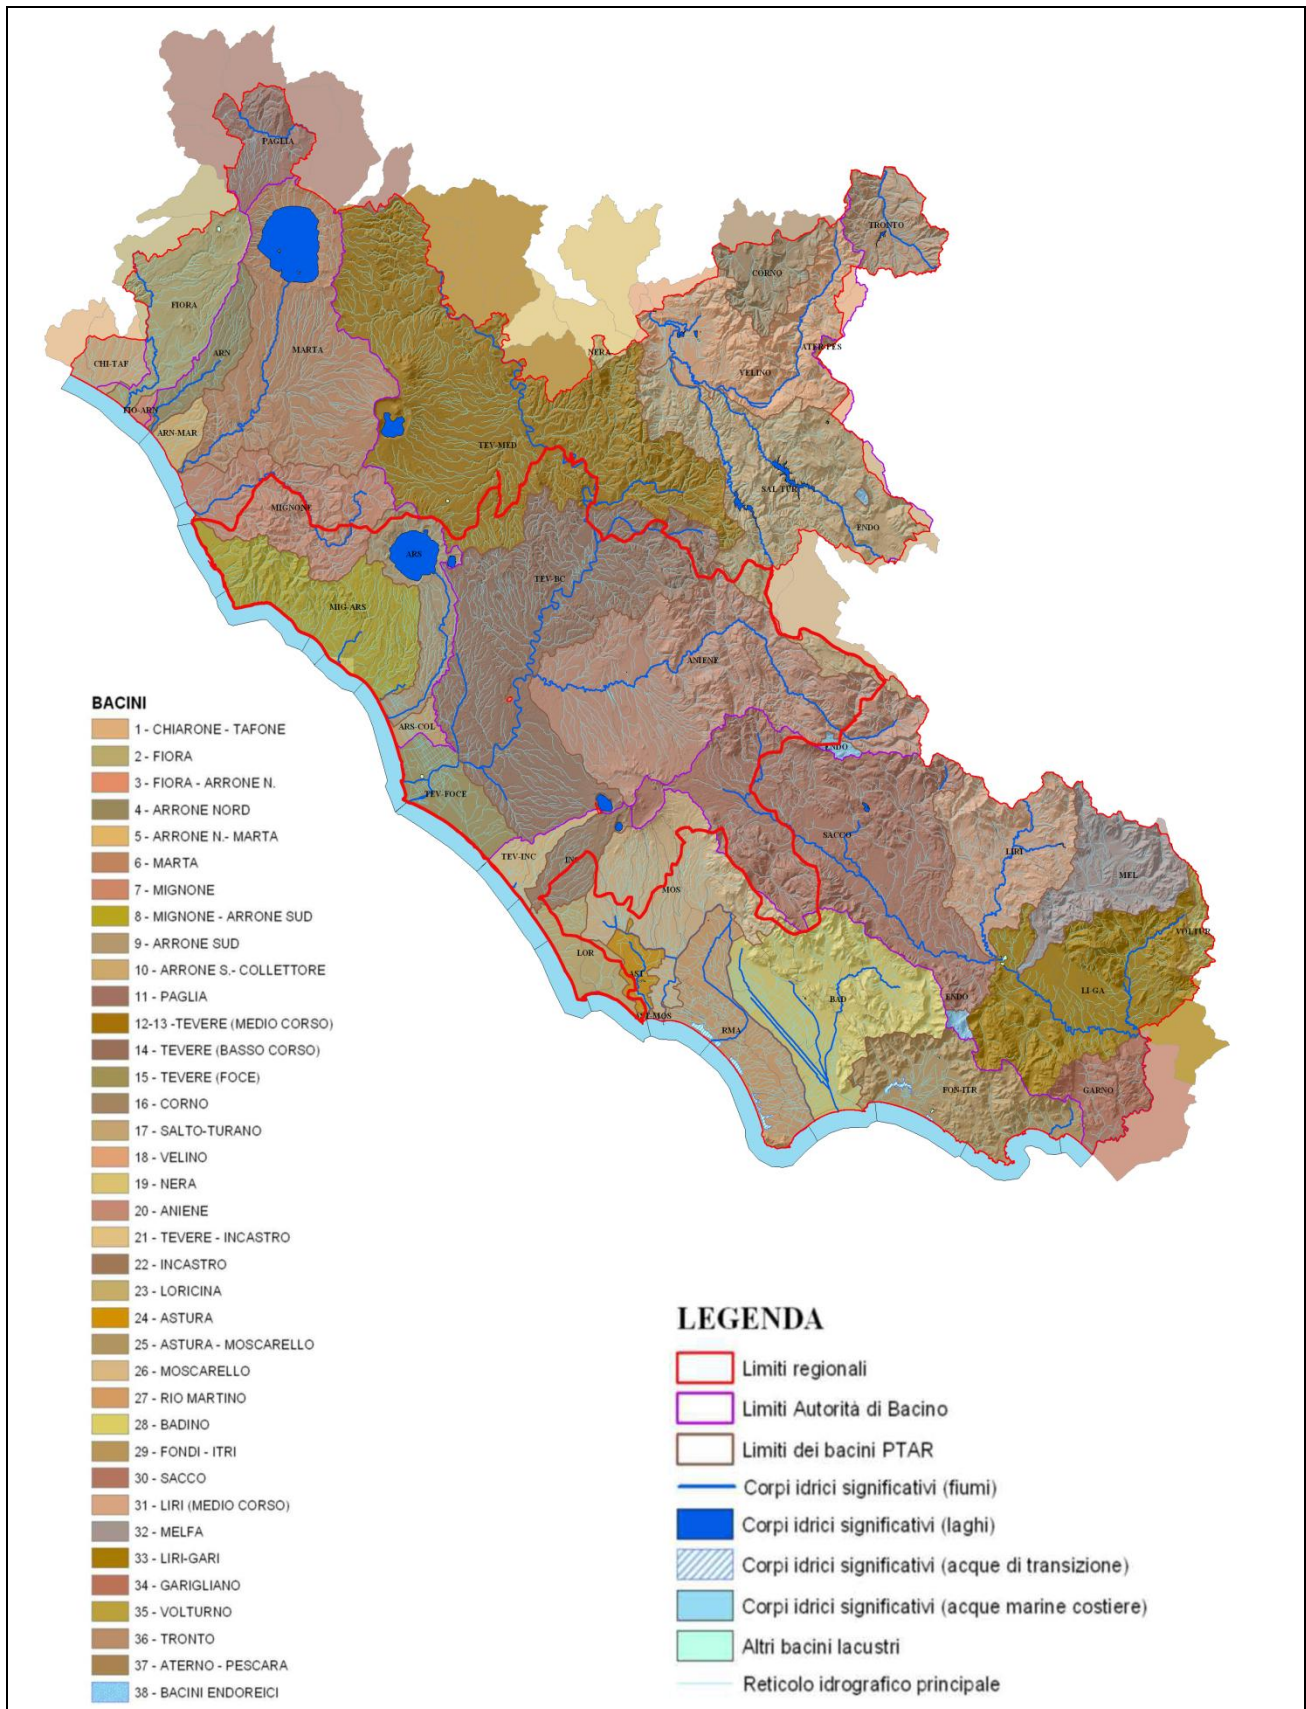 PAGLIA
TRONTO
CORNO
FIORA
ARN
MARTA
NERA
ATER-PES
CHI-TAF
VELINO
FIO-ARN
ARN-MAR
TEV-MED
SAL-TUR
MIGNONE
ENDO
ARS
TEV-BC
MIG-ARS
ANIENE
ARS-COL
ENDO
TEV-FOCE
SACCO
LIRI
TEV-INC
MOS
MEL
VOLTUR
LOR
AST
LI-GA
BAD
ENDO
RMA
FON-ITR
GARNO
BACINI
1 - CHIARONE - TAFONE
2 - FIORA
3 - FIORA - ARRONE N.
4 - ARRONE NORD
5 - ARRONE N.- MARTA
6 - MARTA
7 - MIGNONE
8 - MIGNONE - ARRONE SUD
9 - ARRONE SUD
10 - ARRONE S.- COLLETTORE
11 - PAGLIA
12-13 -TEVERE (MEDIO CORSO)
14 - TEVERE (BASSO CORSO)
15 - TEVERE (FOCE)
16 - CORNO
17 - SALTO-TURANO
18 - VELINO
19 - NERA
20 - ANIENE
21 - TEVERE - INCASTRO
22 - INCASTRO
23 - LORICINA
24 - ASTURA
25 - ASTURA - MOSCARELLO
26 - MOSCARELLO
27 - RIO MARTINO
28 - BADINO
29 - FONDI - ITRI
30 - SACCO
31 - LIRI (MEDIO CORSO)
32 - MELFA
33 - LIRI-GARI
34 - GARIGLIANO
35 - VOLTURNO
36 - TRONTO
37 - ATERNO - PESCARA
38 - BACINI ENDOREICI
LEGENDA
Limiti regionali
Limiti Autorità di Bacino
Limiti dei bacini PTAR
Corpi idrici significativi (fiumi)
Corpi idrici significativi (laghi)
Corpi idrici significativi (acque di transizione)
Corpi idrici significativi (acque marine costiere)
Altri bacini lacustri
Reticolo idrografico principale